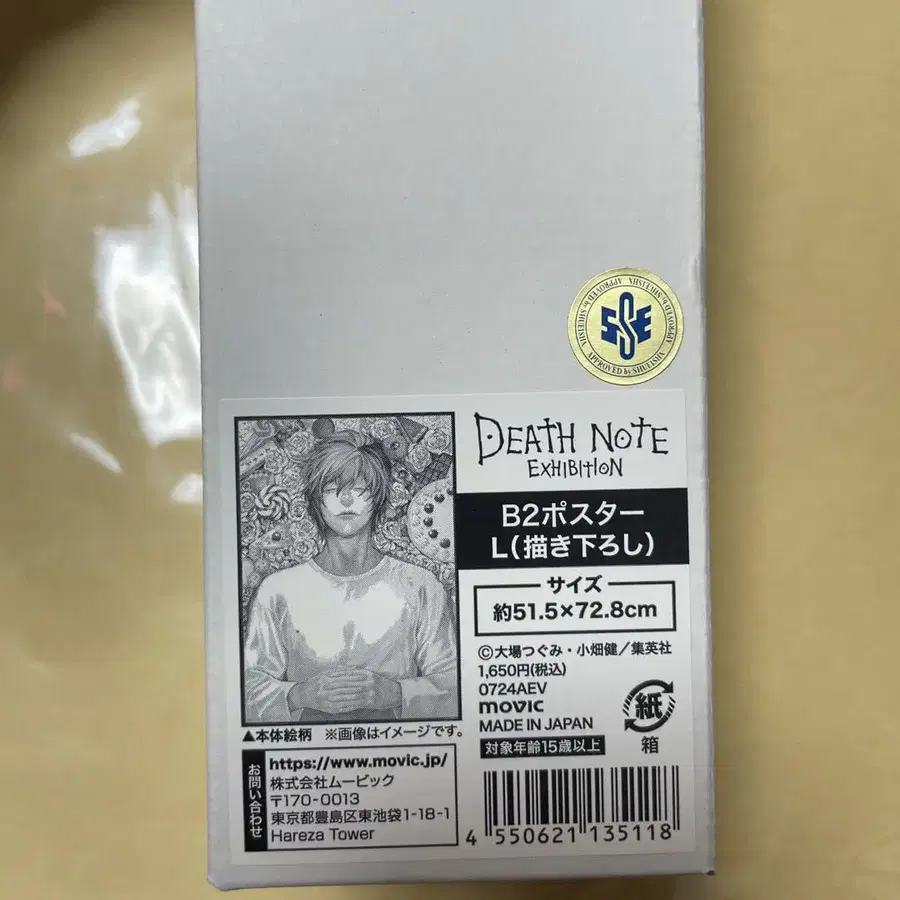 APPROVED by SHUEISHA
APPROVED by SHUEISHA
APPROVED by SHUEISHA
SSE
DEATH NOTE
EXHIBITION
B2ポスター
L(描き下ろし)
サイズ
約51.5×72.8cm
©大場つぐみ・小畑健/集英社
1,650円(税込)
0724AEV
movic
MADE IN JAPAN
対象年齢15歳以上
紙
箱
▲本体絵柄 ※画像はイメージです。
お問い合わせ
https://www.movic.jp/
株式会社ムービック
〒170-0013
東京都豊島区東池袋1-18-1
Hareza Tower
4 550621 135118